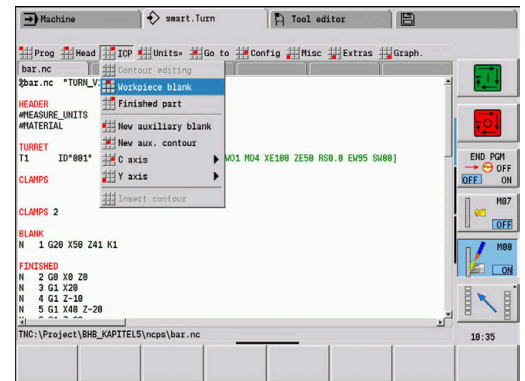 Machine smart.Turn Tool editor
Prog Head ICP Units» Go to Config Misc Extras Graph.
bar.nc
Contour editing
Workpiece blank
Finished part
New auxiliary blank
New aux. contour
C axis
Y axis
Insert contour
%bar.nc "TURN_V
HEADER
#MEASURE_UNITS
#MATERIAL
TURRET
T1 ID"001" WO1 MD4 XE100 ZE50 RS0.8 EW95 SW80]
CLAMPS
CLAMPS 2
BLANK
N 1 G20 X50 Z41 K1
FINISHED
N 2 G0 X0 Z0
N 3 G1 X20
N 4 G1 Z-10
N 5 G1 X40 Z-20
TNC:\Project\BHB_KAPITEL5\ncps\bar.nc
END PGM
OFF
OFF ON
M07
OFF
M08
ON
10:35